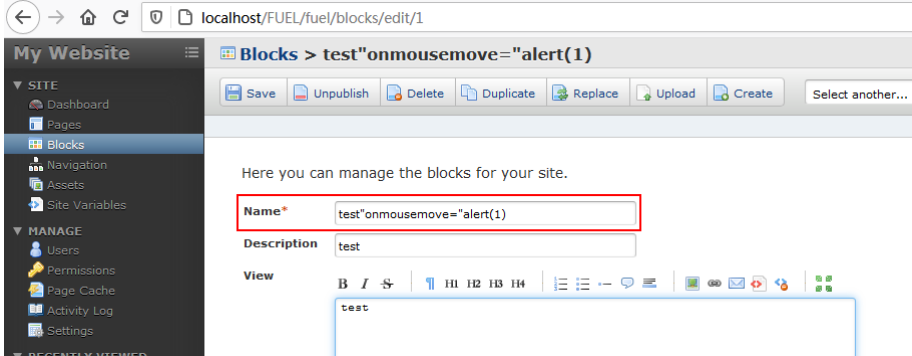 localhost/FUEL/fuel/blocks/edit/1
My Website
Blocks > test"onmousemove="alert(1)
SITE
Save Unpublish Delete Duplicate Replace Upload Create Select another...
Dashboard
Pages
Blocks
Navigation
Here you can manage the blocks for your site.
Assets
Site Variables
Name* test"onmousemove="alert(1)
MANAGE
Description test
Users
Permissions
View B I S ¶ H1 H2 H3 H4
Page Cache
test
Activity Log
Settings
RECENTLY VIEWED